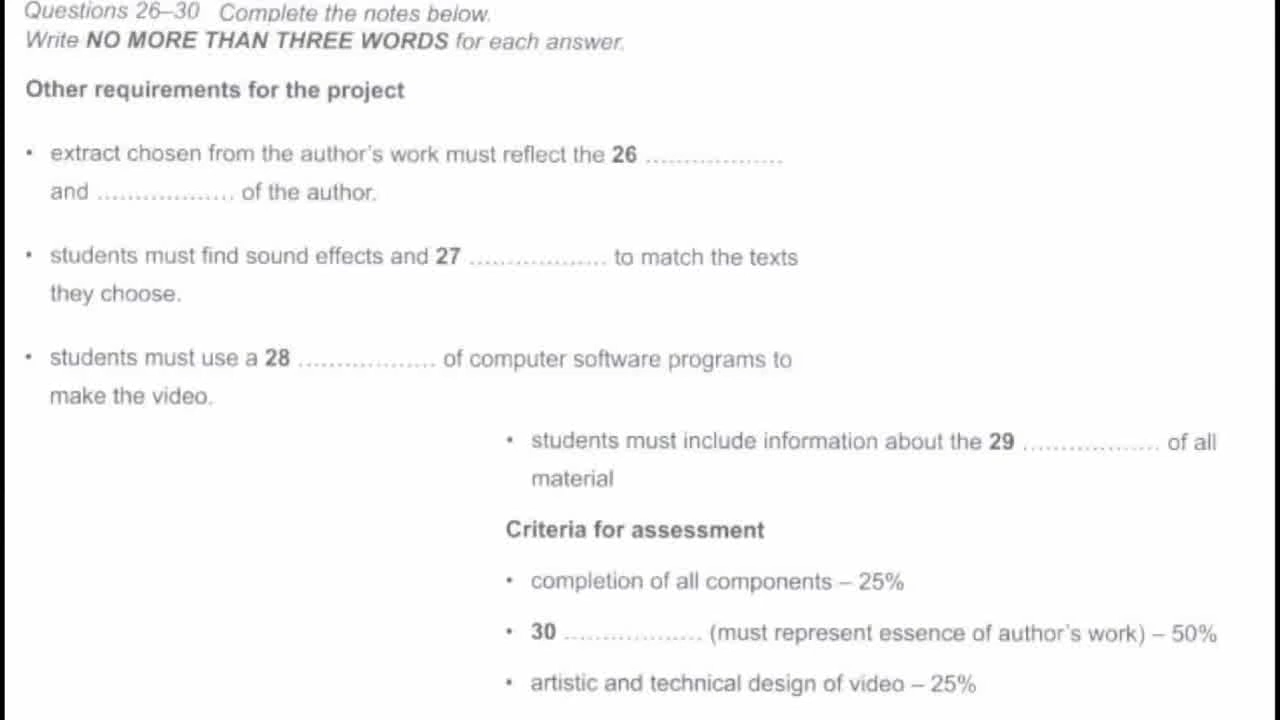 Questions 26–30 Complete the notes below.
Write NO MORE THAN THREE WORDS for each answer.
Other requirements for the project
• extract chosen from the author's work must reflect the 26 ..................
and .................. of the author.
• students must find sound effects and 27 .................. to match the texts
they choose.
• students must use a 28 .................. of computer software programs to
make the video.
• students must include information about the 29 .................. of all
material
Criteria for assessment
• completion of all components – 25%
• 30 .................. (must represent essence of author's work) – 50%
• artistic and technical design of video – 25%